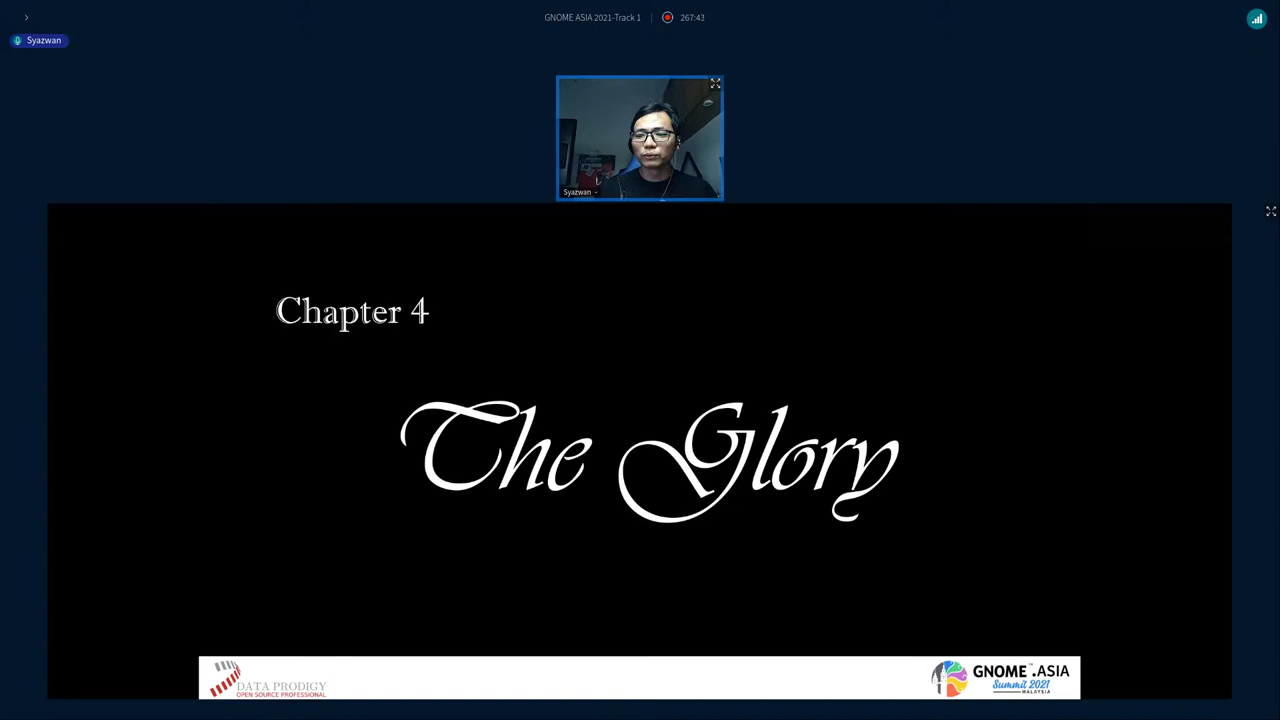 GNOME ASIA 2021-Track 1
267:43
Syazwan
Syazwan
Chapter 4
The Glory
DATA PRODIGY
OPEN SOURCE PROFESSIONAL
GNOME™.ASIA
Summit 2021
MALAYSIA